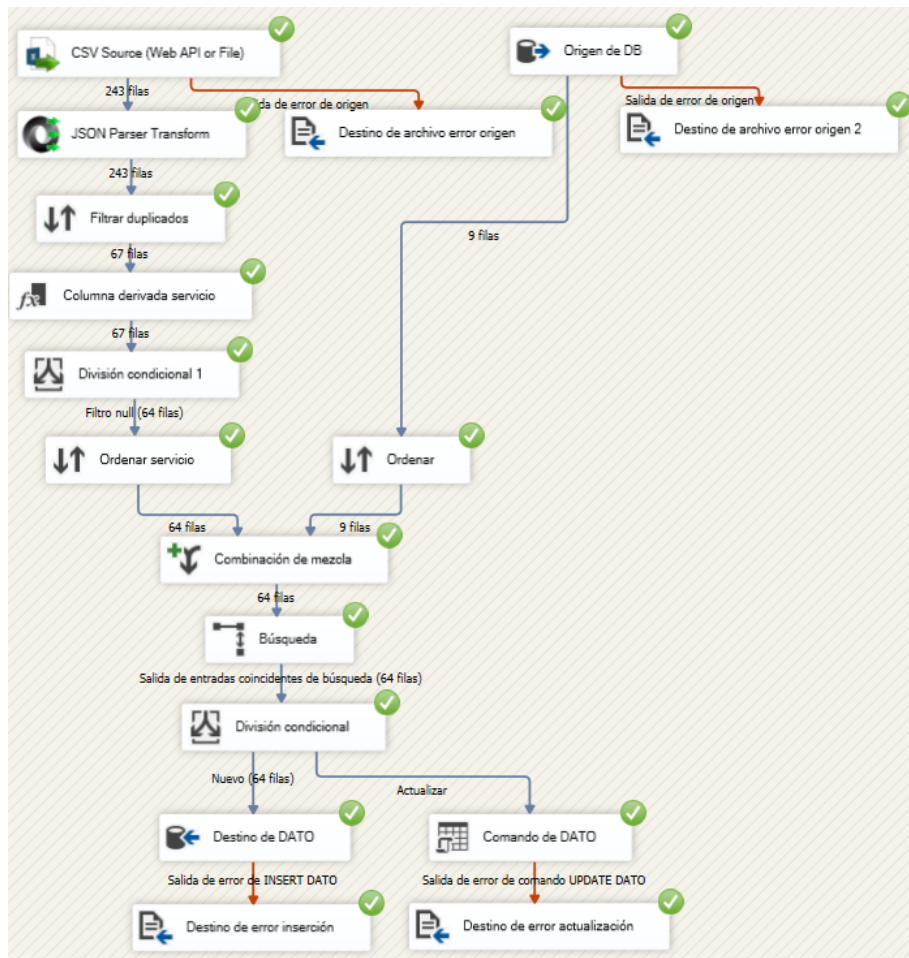 CSV Source (Web API or File)
Origen de DB
243 filas
da de error de origen
Salida de error de origen
JSON Parser Transform
Destino de archivo error origen
Destino de archivo error origen 2
243 filas
Filtrar duplicados
9 filas
67 filas
Columna derivada servicio
67 filas
División condicional 1
Filtro null (64 filas)
Ordenar servicio
Ordenar
64 filas
9 filas
Combinación de mezcla
64 filas
Búsqueda
Salida de entradas coincidentes de búsqueda (64 filas)
División condicional
Nuevo (64 filas)
Actualizar
Destino de DATO
Comando de DATO
Salida de error de INSERT DATO
Salida de error de comando UPDATE DATO
Destino de error inserción
Destino de error actualización